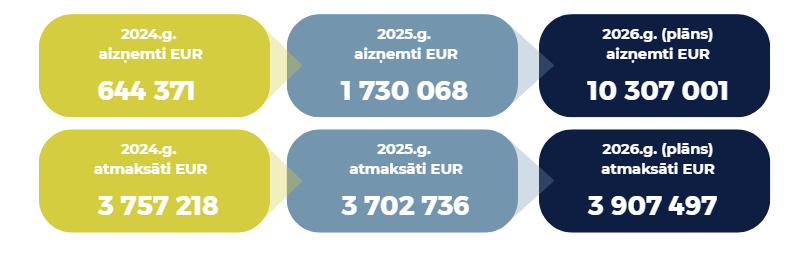 2024.g.
aizņemti EUR
644 371
2025.g.
aizņemti EUR
1 730 068
2026.g. (plāns)
aizņemti EUR
10 307 001
2024.g.
atmaksāti EUR
3 757 218
2025.g.
atmaksāti EUR
3 702 736
2026.g. (plāns)
atmaksāti EUR
3 907 497